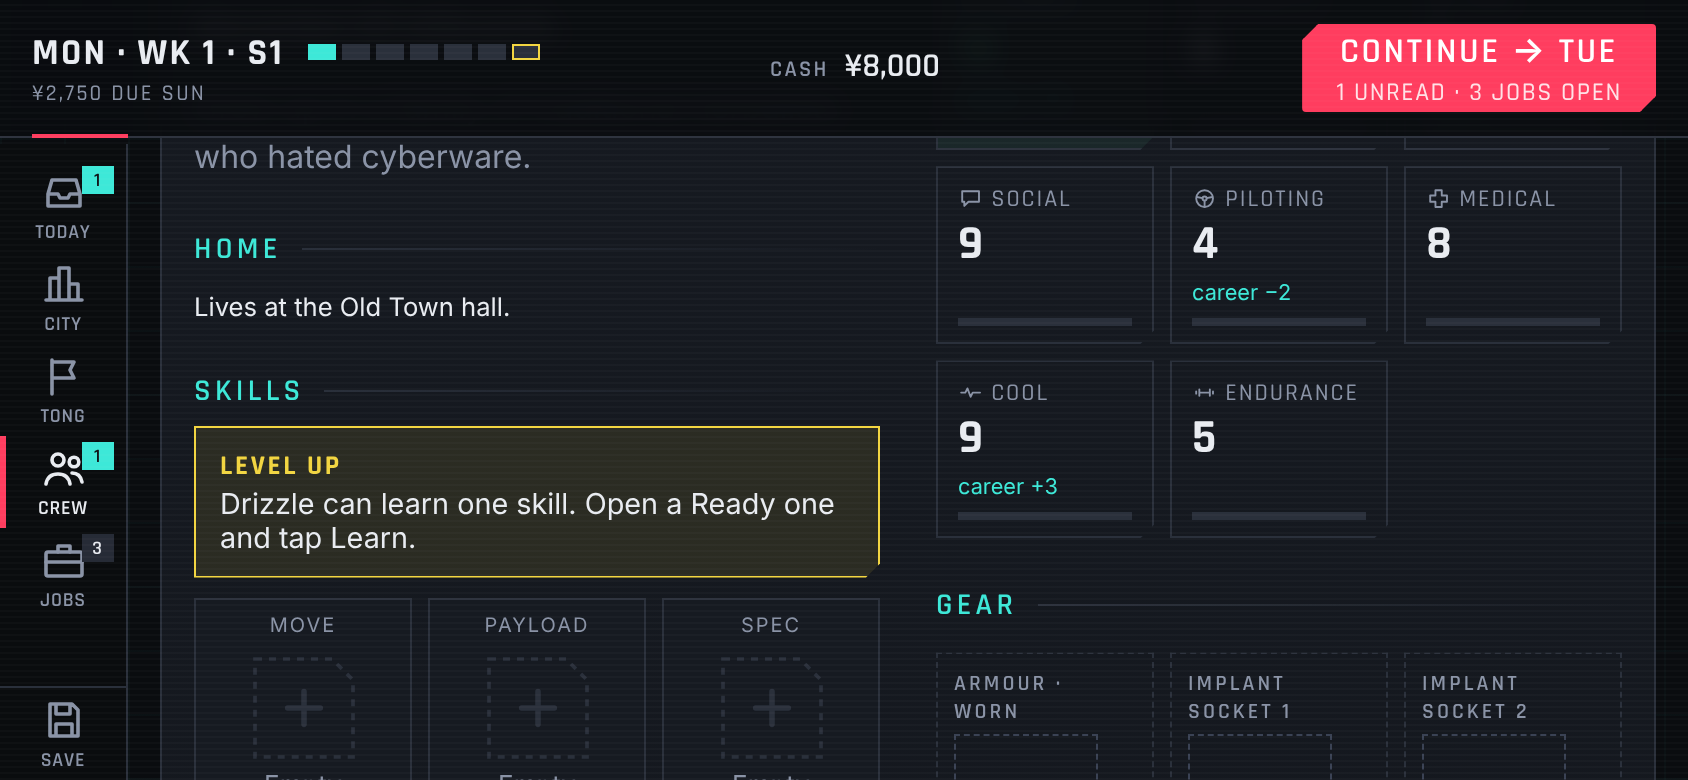 MON · WK 1 · S1
¥2,750 DUE SUN
CASH ¥8,000
CONTINUE → TUE
1 UNREAD · 3 JOBS OPEN
1
TODAY
CITY
TONG
1
CREW
3
JOBS
SAVE
who hated cyberware.
HOME
Lives at the Old Town hall.
SKILLS
LEVEL UP
Drizzle can learn one skill. Open a Ready one
and tap Learn.
MOVE
PAYLOAD
SPEC
SOCIAL
9
PILOTING
4
career −2
MEDICAL
8
COOL
9
career +3
ENDURANCE
5
GEAR
ARMOUR ·
WORN
IMPLANT
SOCKET 1
IMPLANT
SOCKET 2